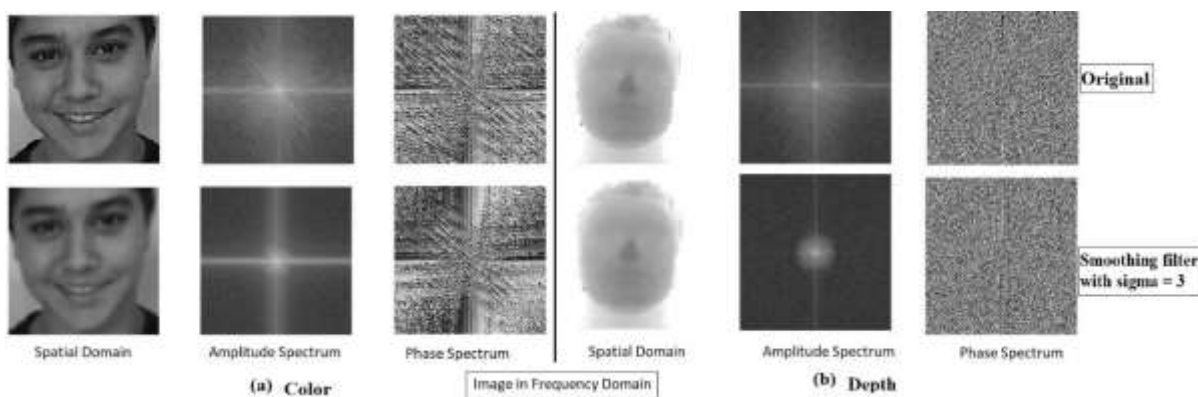 Original
Smoothing filter
with sigma = 3
Spatial Domain
Amplitude Spectrum
Phase Spectrum
Spatial Domain
Amplitude Spectrum
Phase Spectrum
(a) Color
Image in Frequency Domain
(b) Depth